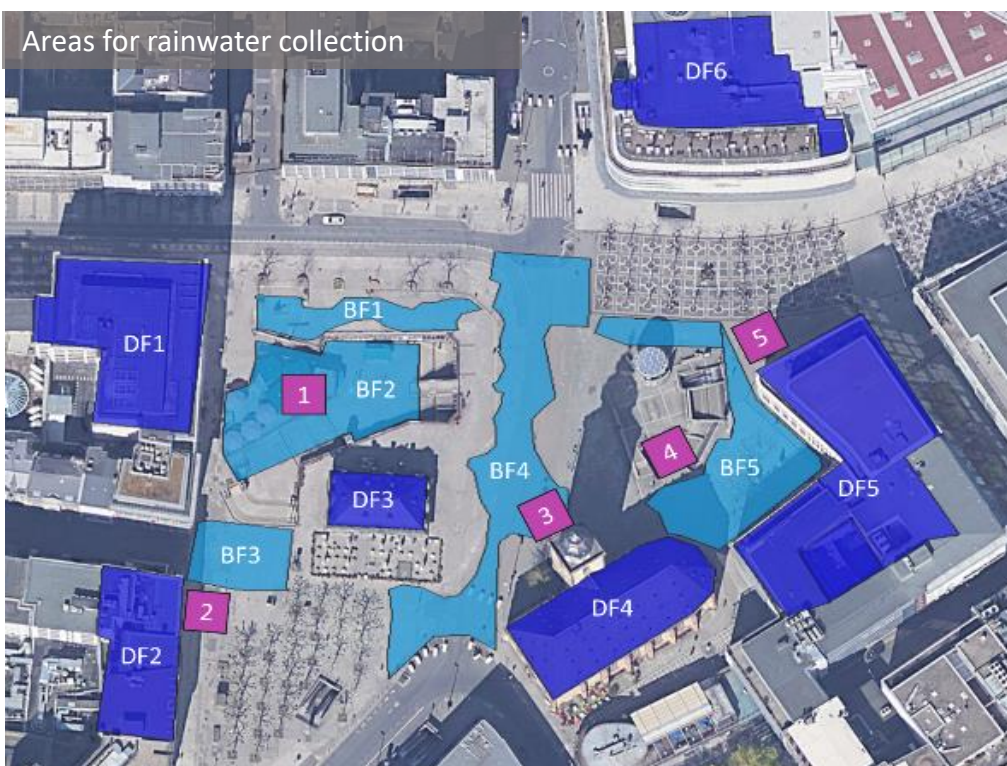 Areas for rainwater collection
DF6
BF1
DF1
5
1
BF2
4
BF4
BF5
DF3
DF5
3
BF3
2
DF4
DF2